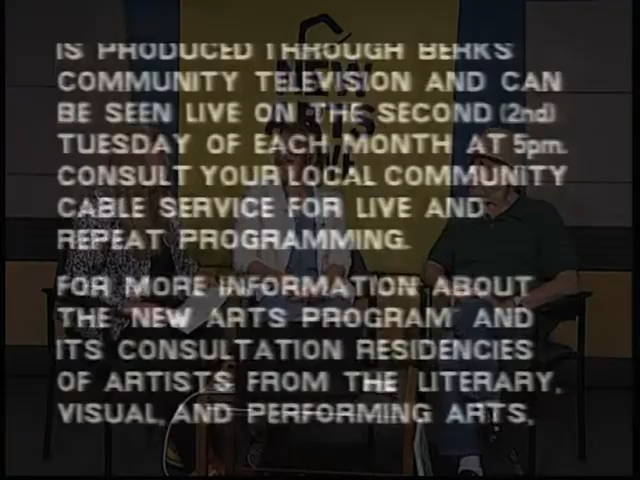 IS PRODUCED THROUGH BERKS
COMMUNITY TELEVISION AND CAN
BE SEEN LIVE ON THE SECOND (2nd)
TUESDAY OF EACH MONTH AT 5pm.
CONSULT YOUR LOCAL COMMUNITY
CABLE SERVICE FOR LIVE AND
REPEAT PROGRAMMING.
FOR MORE INFORMATION ABOUT
THE "NEW ARTS PROGRAM" AND
ITS CONSULTATION RESIDENCIES
OF ARTISTS FROM THE LITERARY,
VISUAL, AND PERFORMING ARTS,
NEW